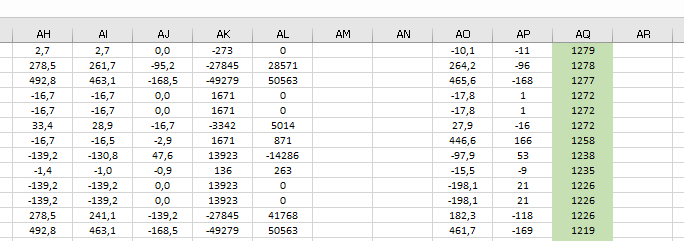 AH AI AJ AK AL AM AN AO AP AQ AR
2,7 2,7 0,0 -273 0 -10,1 -11 1279
278,5 261,7 -95,2 -27845 28571 264,2 -96 1278
492,8 463,1 -168,5 -49279 50563 465,6 -168 1277
-16,7 -16,7 0,0 1671 0 -17,8 1 1272
-16,7 -16,7 0,0 1671 0 -17,8 1 1272
33,4 28,9 -16,7 -3342 5014 27,9 -16 1272
-16,7 -16,5 -2,9 1671 871 446,6 166 1258
-139,2 -130,8 47,6 13923 -14286 -97,9 53 1238
-1,4 -1,0 -0,9 136 263 -15,5 -9 1235
-139,2 -139,2 0,0 13923 0 -198,1 21 1226
-139,2 -139,2 0,0 13923 0 -198,1 21 1226
278,5 241,1 -139,2 -27845 41768 182,3 -118 1226
492,8 463,1 -168,5 -49279 50563 461,7 -169 1219